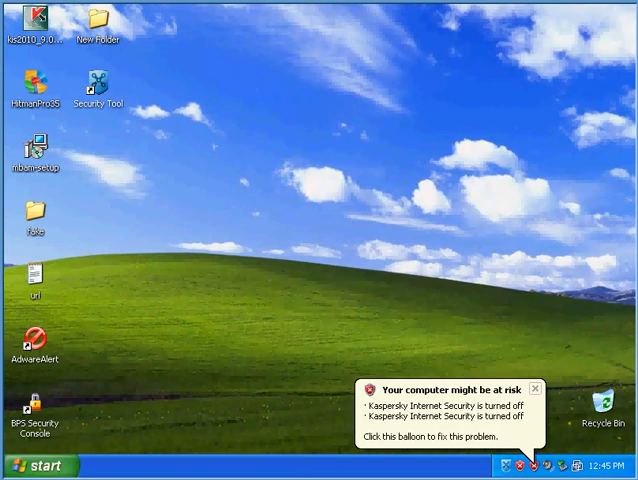 kis2010_9.0...
New Folder
HitmanPro35
Security Tool
mbam-setup
fake
url
AdwareAlert
BPS Security
Console
Your computer might be at risk
· Kaspersky Internet Security is turned off
· Kaspersky Internet Security is turned off
Click this balloon to fix this problem.
Recycle Bin
start
12:45 PM